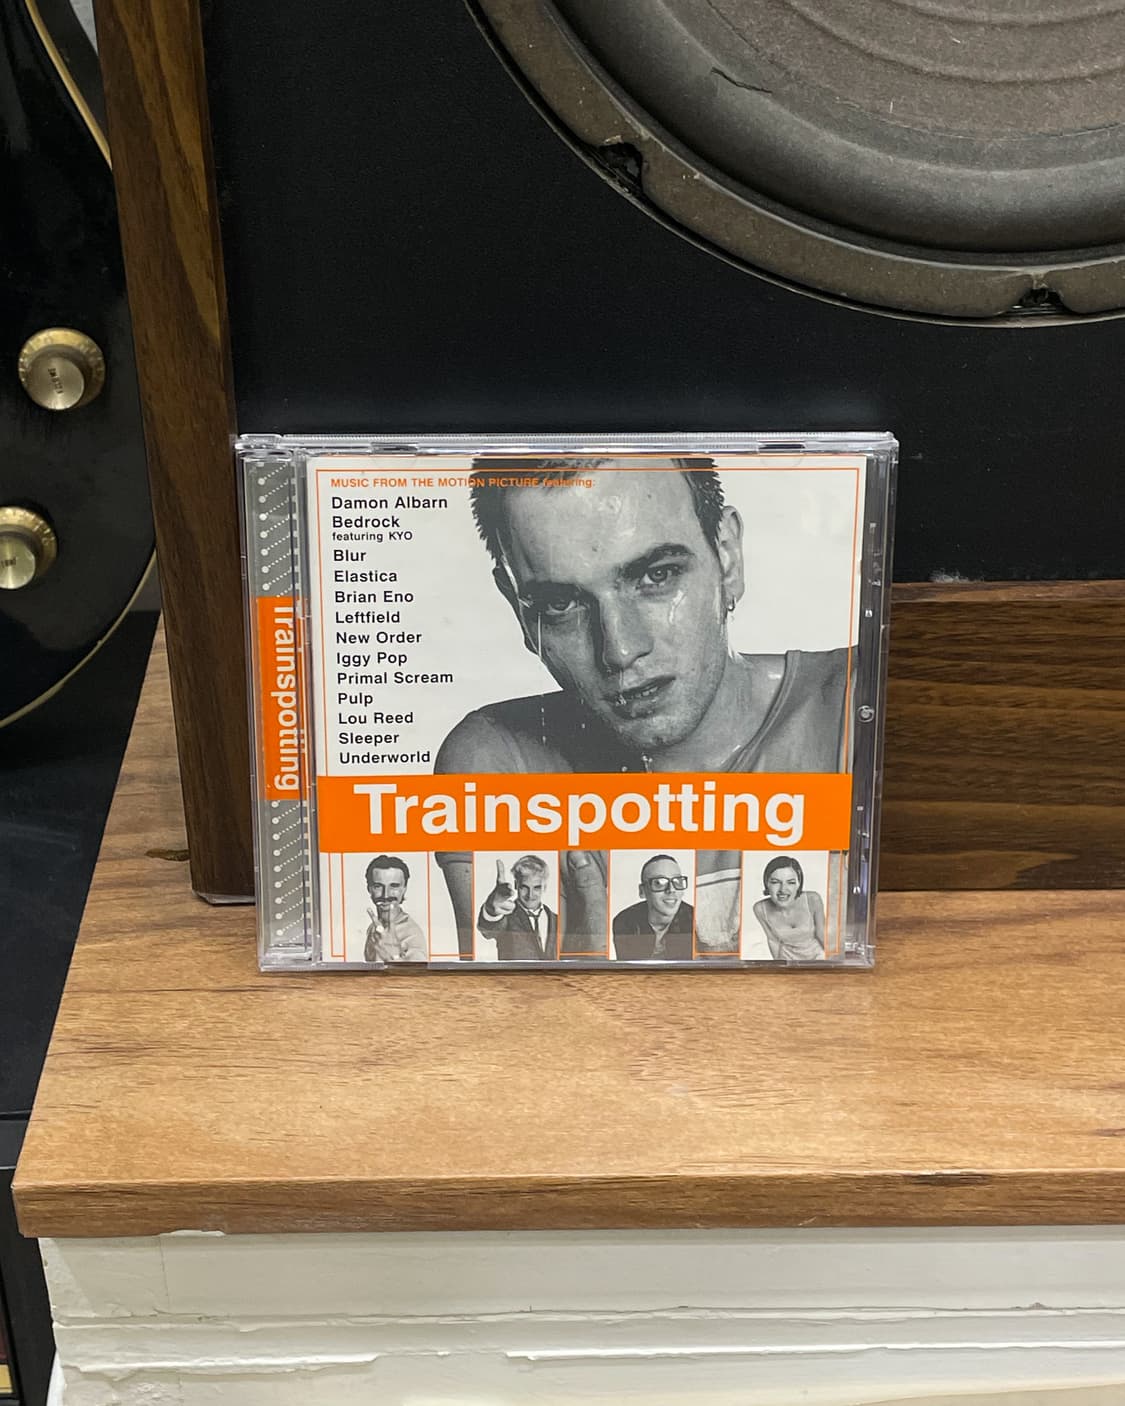 MUSIC FROM THE MOTION PICTURE featuring:
Damon Albarn
Bedrock
featuring KYO
Blur
Elastica
Brian Eno
Leftfield
New Order
Iggy Pop
Primal Scream
Pulp
Lou Reed
Sleeper
Underworld
Trainspotting
Trainspotting